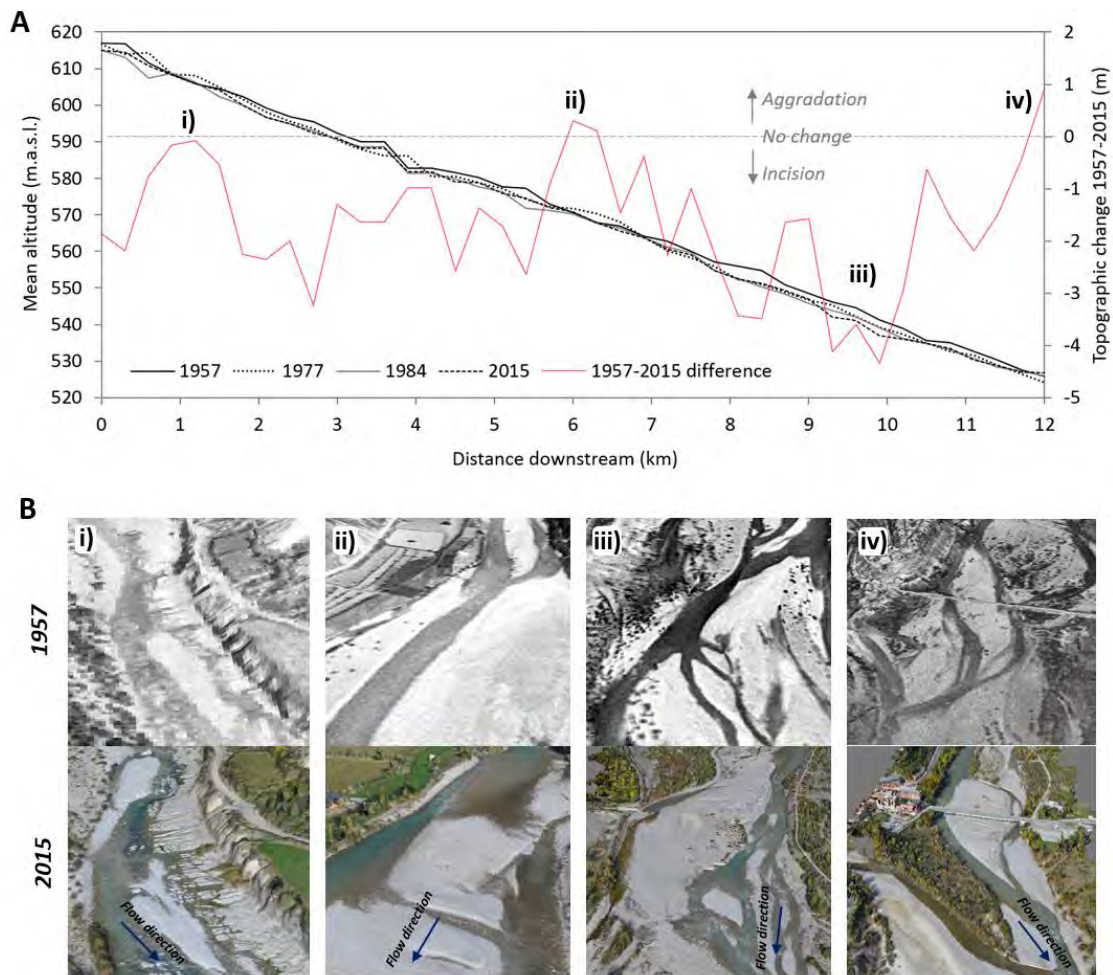 A
Mean altitude (m.a.s.l.)
620
610
600
590
580
570
560
550
540
530
520
2
1
0
-1
-2
-3
-4
-5
Topographic change 1957-2015 (m)
i)
ii)
iii)
iv)
Aggradation
No change
Incision
1957 1977 1984 2015 1957-2015 difference
0 1 2 3 4 5 6 7 8 9 10 11 12
Distance downstream (km)
B
i) ii) iii) iv)
1957
2015
Flow direction
Flow direction
Flow direction
Flow direction